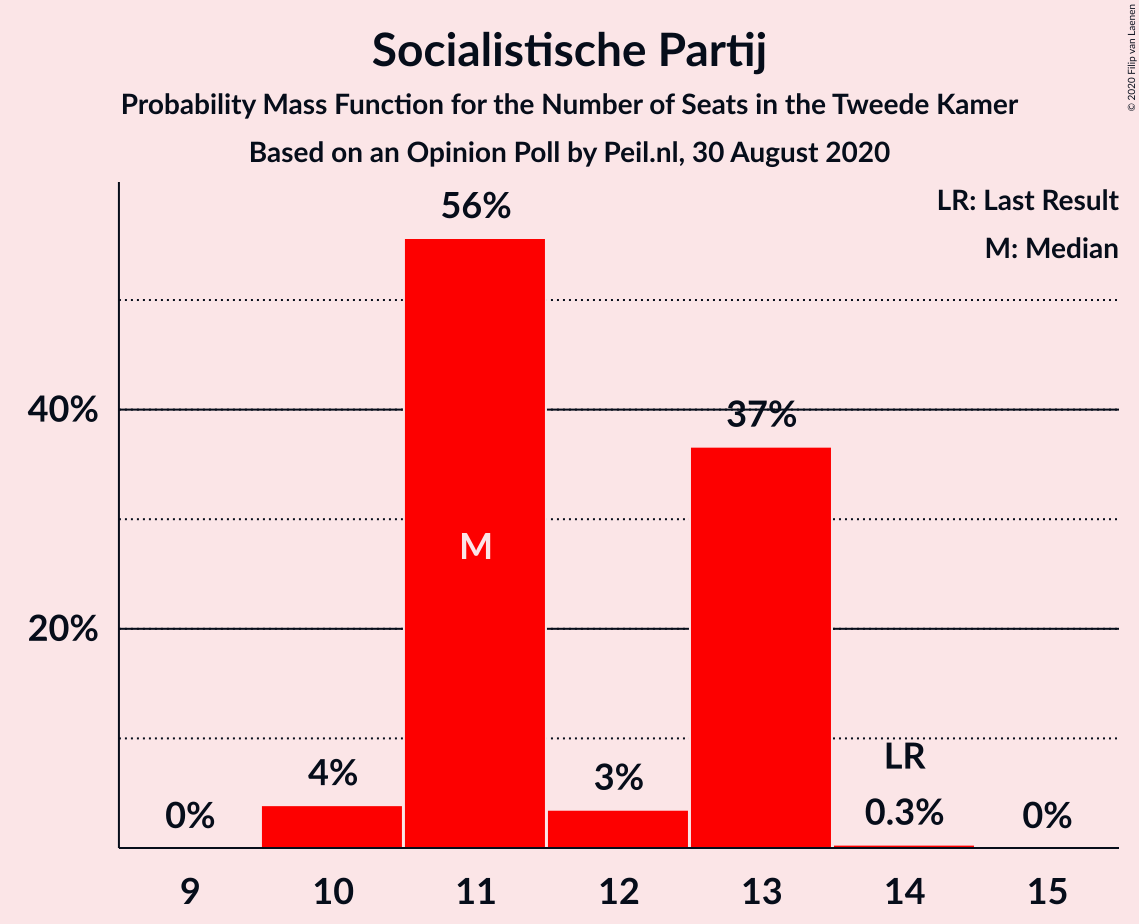 Socialistische Partij
Probability Mass Function for the Number of Seats in the Tweede Kamer
Based on an Opinion Poll by Peil.nl, 30 August 2020
© 2020 Filip van Laenen
LR: Last Result
M: Median
56%
40%
37%
M
20%
LR
4%
3%
0%
0.3%
0%
9 10 11 12 13 14 15